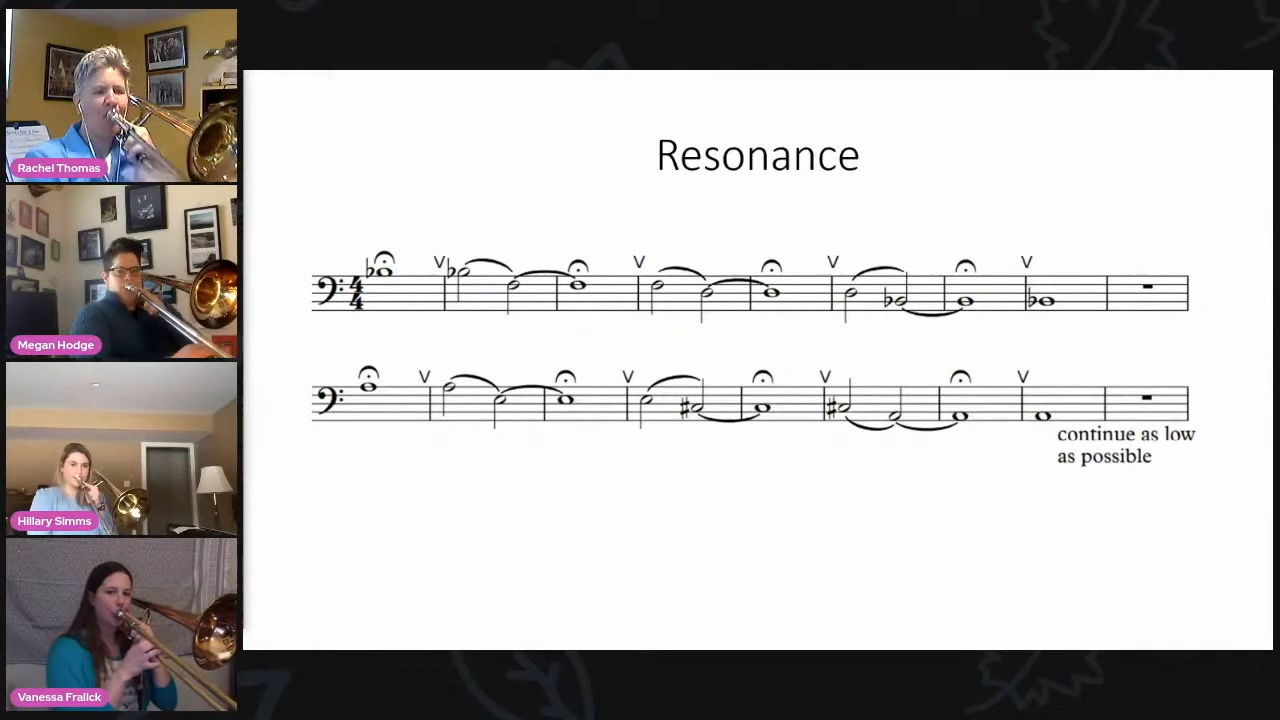 Rachel Thomas
Megan Hodge
Hillary Simms
Vanessa Fralick
Resonance
continue as low
as possible